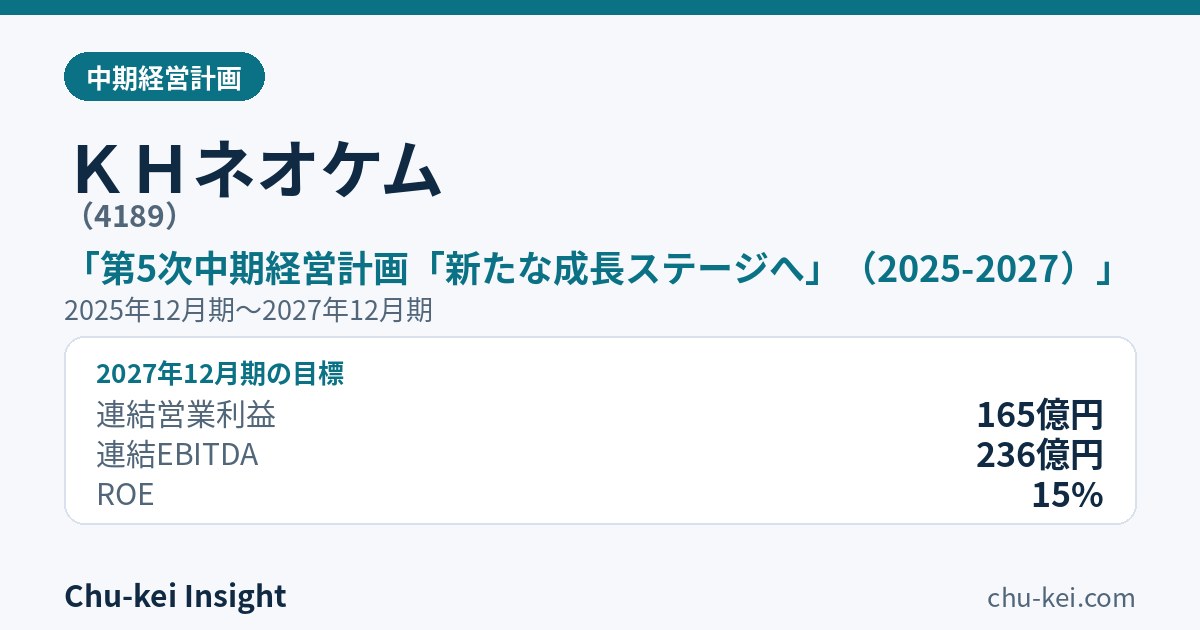 中期経営計画
ＫＨネオケム
（4189）
「第5次中期経営計画「新たな成長ステージへ」（2025-2027）」
2025年12月期～2027年12月期
2027年12月期の目標
連結営業利益 165億円
連結EBITDA 236億円
ROE 15%
Chu-kei Insight chu-kei.com